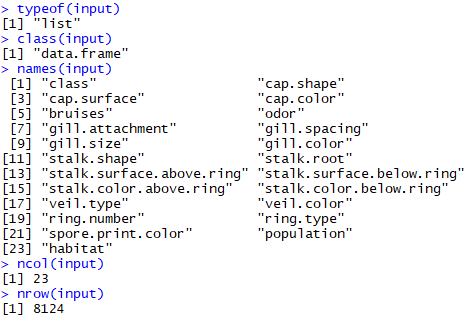 > typeof(input)
[1] "list"
> class(input)
[1] "data.frame"
> names(input)
 [1] "class"                    "cap.shape"
 [3] "cap.surface"              "cap.color"
 [5] "bruises"                  "odor"
 [7] "gill.attachment"          "gill.spacing"
 [9] "gill.size"                "gill.color"
[11] "stalk.shape"              "stalk.root"
[13] "stalk.surface.above.ring" "stalk.surface.below.ring"
[15] "stalk.color.above.ring"   "stalk.color.below.ring"
[17] "veil.type"                "veil.color"
[19] "ring.number"              "ring.type"
[21] "spore.print.color"        "population"
[23] "habitat"
> ncol(input)
[1] 23
> nrow(input)
[1] 8124